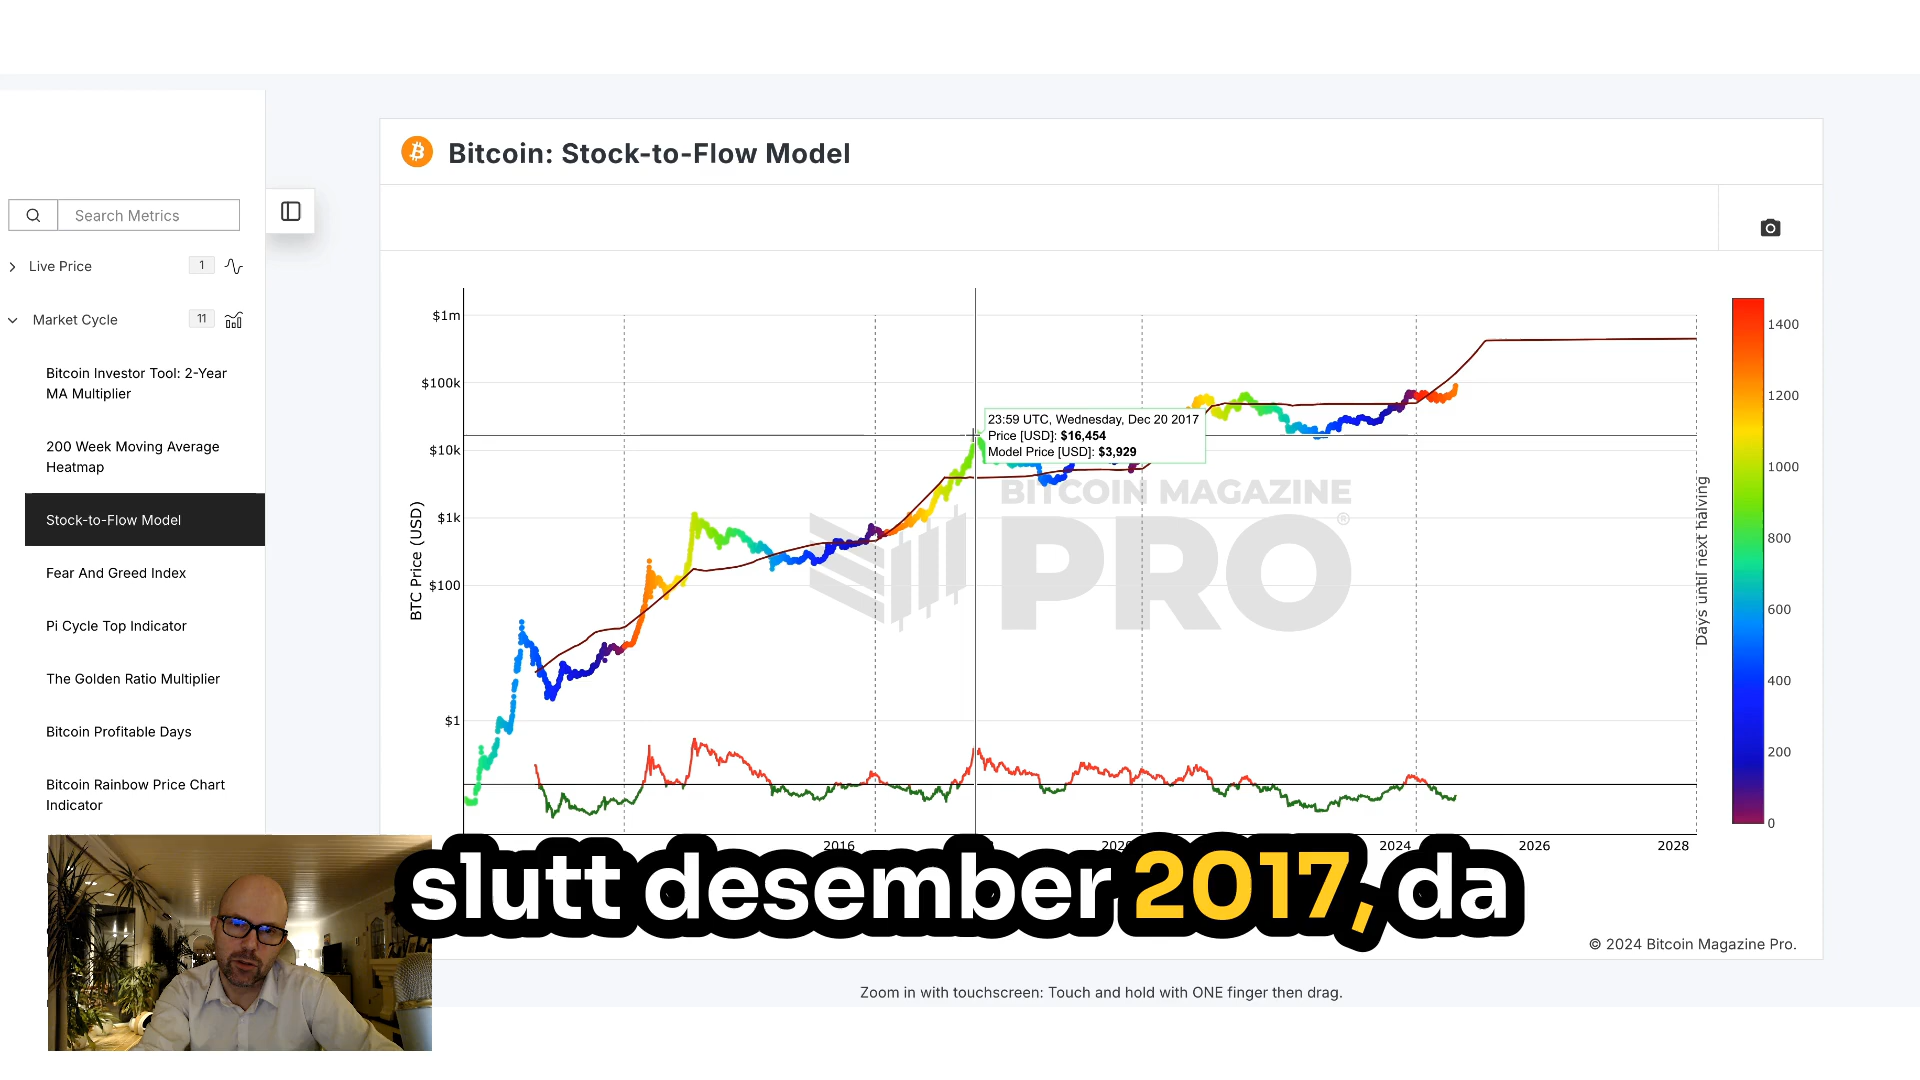 Bitcoin: Stock-to-Flow Model
Search Metrics
Live Price
1
Market Cycle
11
Bitcoin Investor Tool: 2-Year
MA Multiplier
200 Week Moving Average
Heatmap
Stock-to-Flow Model
Fear And Greed Index
Pi Cycle Top Indicator
The Golden Ratio Multiplier
Bitcoin Profitable Days
Bitcoin Rainbow Price Chart
Indicator
BTC Price (USD)
$1m
$100k
$10k
$1k
$100
$1
23:59 UTC, Wednesday, Dec 20 2017
Price [USD]: $16,454
Model Price [USD]: $3,929
BITCOIN MAGAZINE
PRO®
Days until next halving
1400
1200
1000
800
600
400
200
0
2016
2024
2026
2028
slutt desember 2017, da
© 2024 Bitcoin Magazine Pro.
Zoom in with touchscreen: Touch and hold with ONE finger then drag.